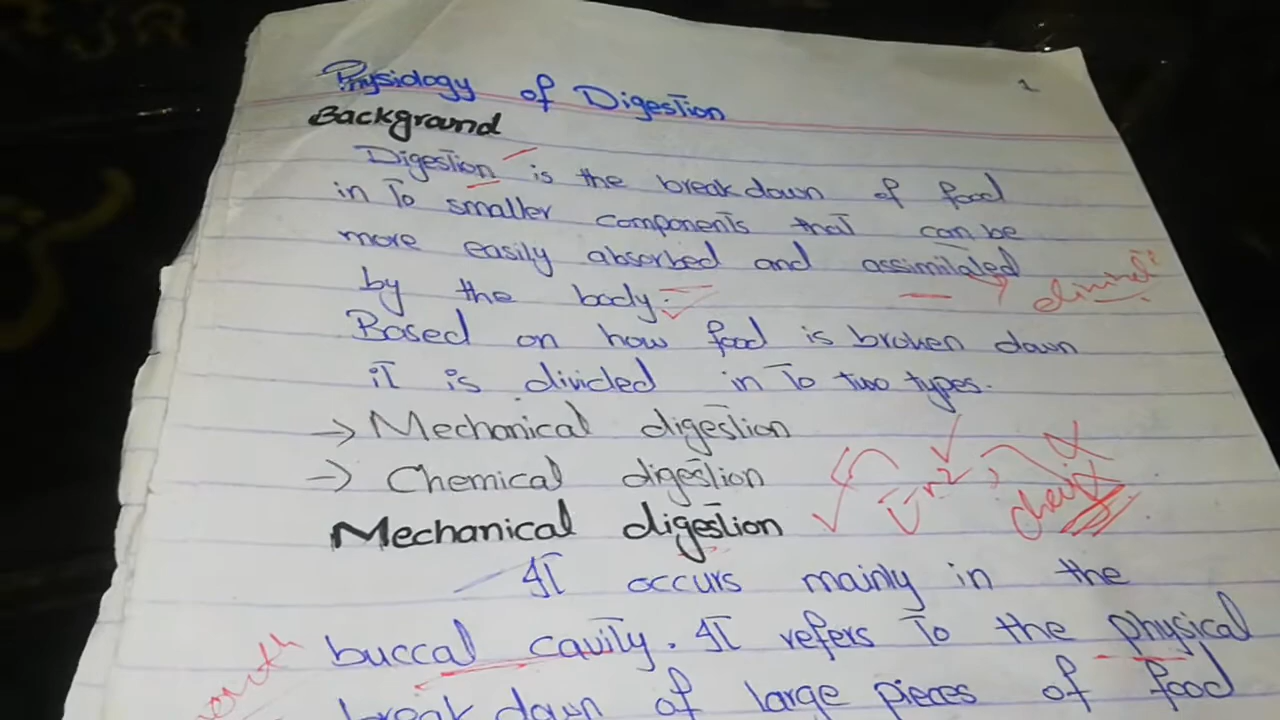 Physiology of Digestion
1
Background
Digestion is the breakdown of food
in to smaller components that can be
more easily absorbed and assimilated
by the body.
Based on how food is broken down
it is divided in to two types.
→ Mechanical digestion
→ Chemical digestion
Mechanical digestion
It occurs mainly in the
buccal cavity. It refers to the physical
mouth
break down of large pieces of food